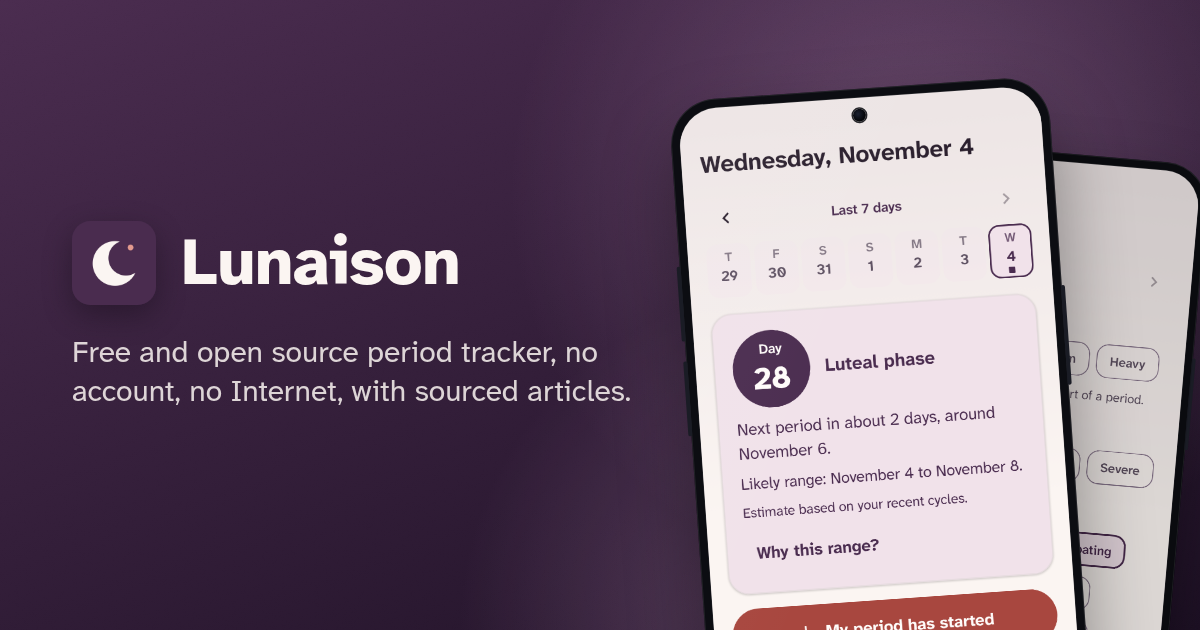 Lunaison
Free and open source period tracker, no
account, no Internet, with sourced articles.
Wednesday, November 4
Last 7 days
T F S S M T W
29 30 31 1 2 3 4
Day
28
Luteal phase
Next period in about 2 days, around
November 6.
Likely range: November 4 to November 8.
Estimate based on your recent cycles.
Why this range?
My period has started
Heavy
of a period.
Severe